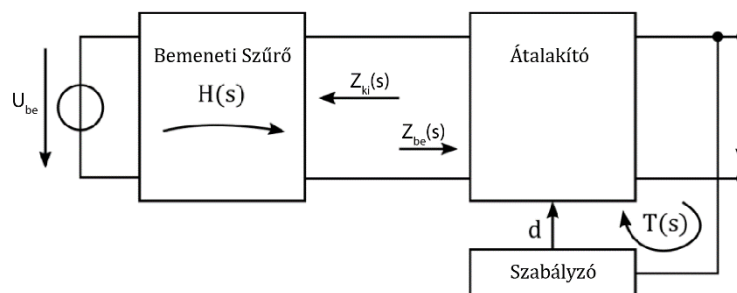 Bemeneti Szűrő
H(s)
U_be
Z_ki(s)
Z_be(s)
Átalakító
d
T(s)
Szabályzó